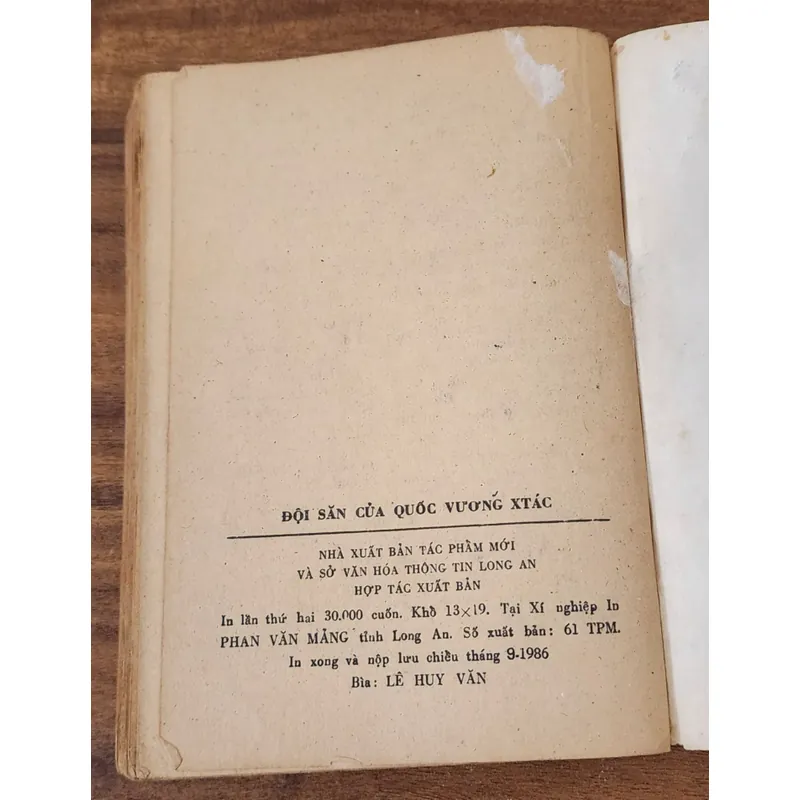 ĐỘI SĂN CỦA QUỐC VƯƠNG XTÁC
NHÀ XUẤT BẢN TÁC PHẨM MỚI
VÀ SỞ VĂN HÓA THÔNG TIN LONG AN
HỢP TÁC XUẤT BẢN
In lần thứ hai 30.000 cuốn. Khổ 13×19. Tại Xí nghiệp In
PHAN VĂN MẢNG tỉnh Long An. Số xuất bản: 61 TPM.
In xong và nộp lưu chiểu tháng 9-1986
Bìa: LÊ HUY VĂN